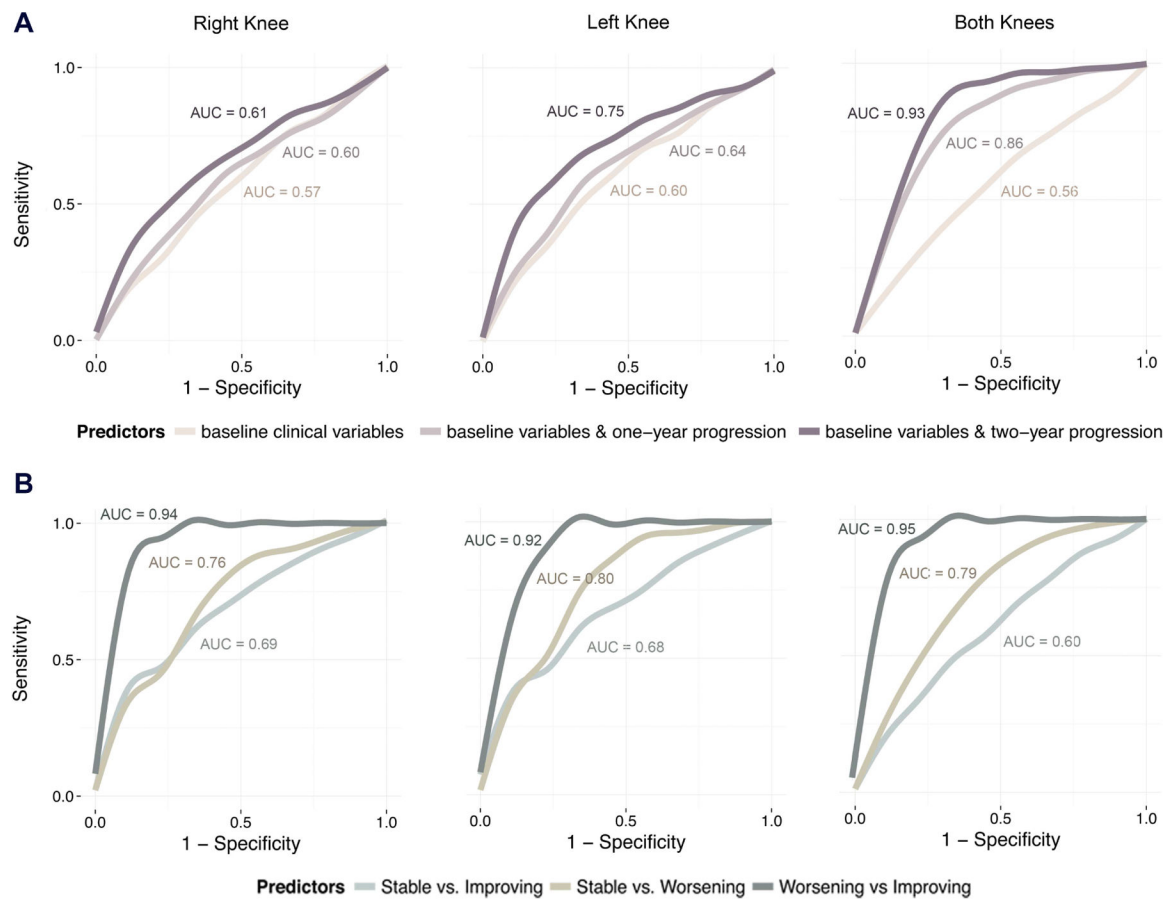 A
Right Knee
Left Knee
Both Knees
Sensitivity
1.0
0.5
0.0
AUC = 0.61
AUC = 0.60
AUC = 0.57
0.0
0.5
1.0
1 − Specificity
AUC = 0.75
AUC = 0.64
AUC = 0.60
0.0
0.5
1.0
1 − Specificity
AUC = 0.93
AUC = 0.86
AUC = 0.56
0.0
0.5
1.0
1 − Specificity
Predictors baseline clinical variables baseline variables & one−year progression baseline variables & two−year progression
B
Sensitivity
1.0
0.5
0.0
AUC = 0.94
AUC = 0.76
AUC = 0.69
0.0
0.5
1.0
1 − Specificity
AUC = 0.92
AUC = 0.80
AUC = 0.68
0.0
0.5
1.0
1 − Specificity
AUC = 0.95
AUC = 0.79
AUC = 0.60
0.0
0.5
1.0
1 − Specificity
Predictors Stable vs. Improving Stable vs. Worsening Worsening vs Improving